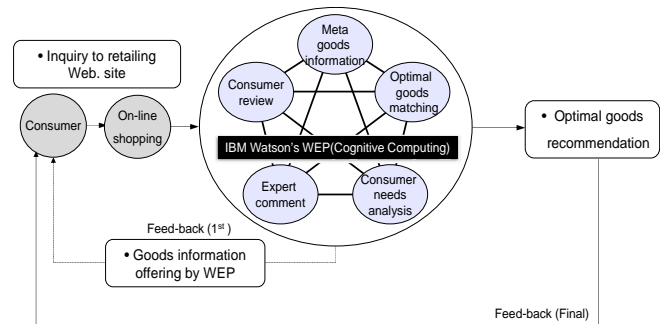 • Inquiry to retailing
Web. site
Consumer
On-line
shopping
Meta
goods
information
Consumer
review
Optimal
goods
matching
IBM Watson's WEP(Cognitive Computing)
Expert
comment
Consumer
needs
analysis
• Optimal goods
recommendation
Feed-back (1st )
• Goods information
offering by WEP
Feed-back (Final)